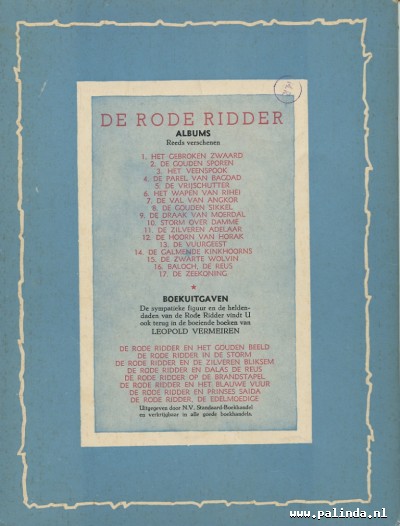 DE RODE RIDDER
ALBUMS
Reeds verschenen
1. HET GEBROKEN ZWAARD
2. DE GOUDEN SPOREN
3. HET VEENSPOOK
4. DE PAREL VAN BAGDAD
5. DE VRIJSCHUTTER
6. HET WAPEN VAN RIHEI
7. DE VAL VAN ANGKOR
8. DE GOUDEN SIKKEL
9. DE DRAAK VAN MOERDAL
10. STORM OVER DAMME
11. DE ZILVEREN ADELAAR
12. DE HOORN VAN HORAK
13. DE VUURGEEST
14. DE GALMENDE KINKHOORNS
15. DE ZWARTE WOLVIN
16. BALOCH, DE REUS
17. DE ZEEKONING
*
BOEKUITGAVEN
De sympatieke figuur en de helden-
daden van de Rode Ridder vindt U
ook terug in de boeiende boeken van
LEOPOLD VERMEIREN
DE RODE RIDDER EN HET GOUDEN BEELD
DE RODE RIDDER IN DE STORM
DE RODE RIDDER EN DE ZILVEREN BLIKSEM
DE RODE RIDDER EN DALAS DE REUS
DE RODE RIDDER OP DE BRANDSTAPEL
DE RODE RIDDER EN HET BLAUWE VUUR
DE RODE RIDDER EN PRINSES SAIDA
DE RODE RIDDER, DE EDELMOEDIGE
Uitgegeven door N.V. Standaard-Boekhandel
en verkrijgbaar in alle goede boekhandels.
www.palinda.nl